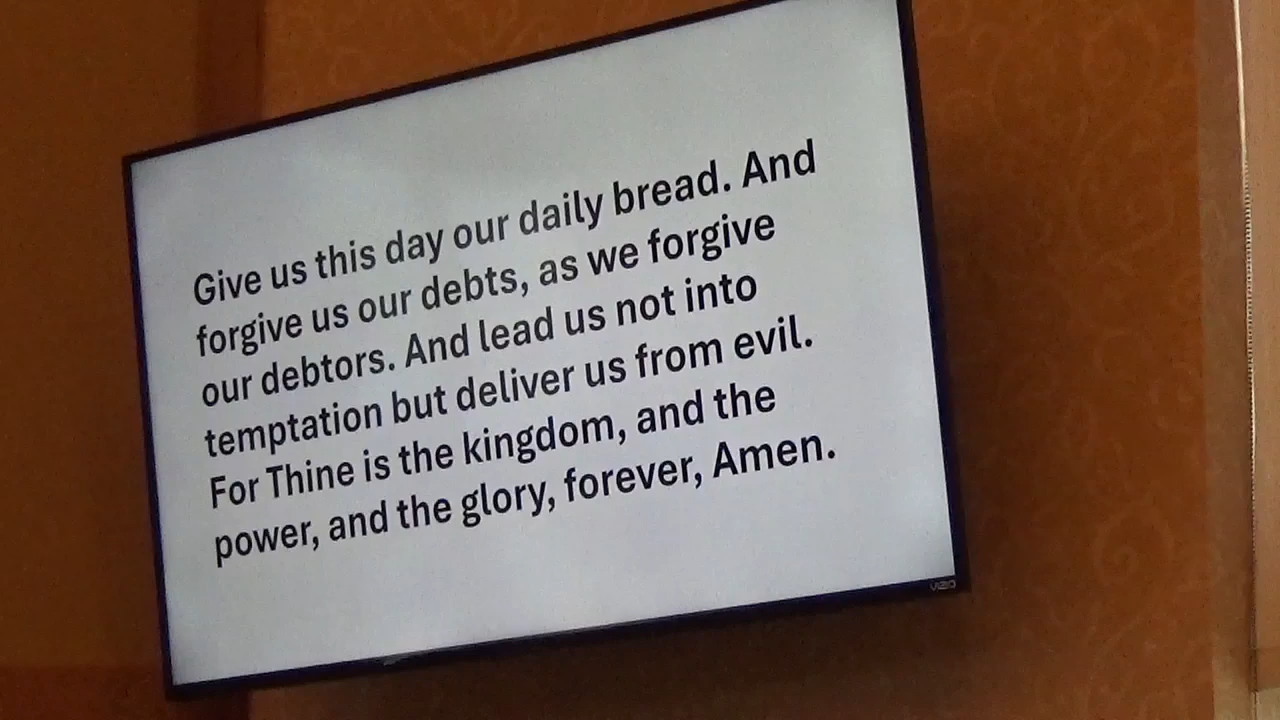 Give us this day our daily bread. And
forgive us our debts, as we forgive
our debtors. And lead us not into
temptation but deliver us from evil.
For Thine is the kingdom, and the
power, and the glory, forever, Amen.
VIZIO